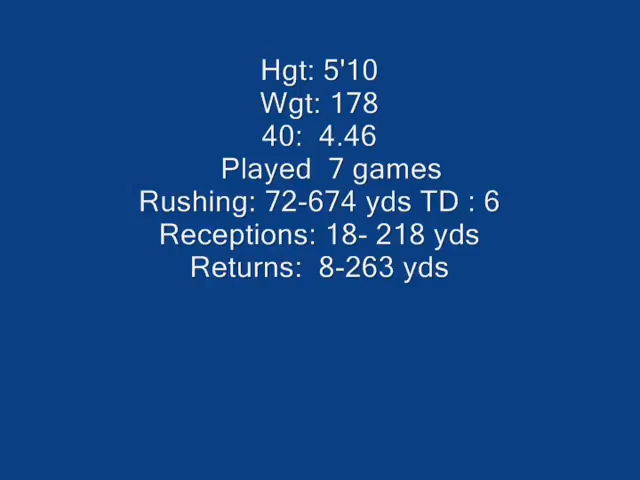 Hgt: 5'10
Wgt: 178
40:  4.46
Played  7 games
Rushing: 72-674 yds TD : 6
Receptions: 18- 218 yds
Returns:  8-263 yds